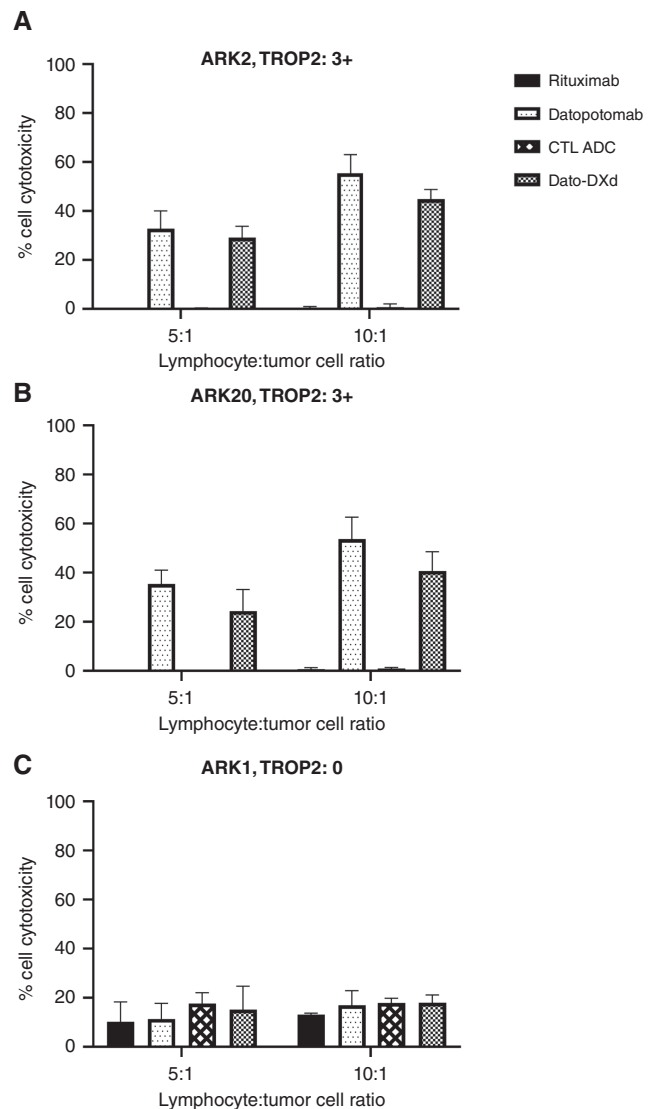 A
ARK2, TROP2: 3+
100
80
60
40
20
0
% cell cytotoxicity
5:1
10:1
Lymphocyte:tumor cell ratio
Rituximab
Datopotomab
CTL ADC
Dato-DXd
B
ARK20, TROP2: 3+
100
80
60
40
20
0
% cell cytotoxicity
5:1
10:1
Lymphocyte:tumor cell ratio
C
ARK1, TROP2: 0
100
80
60
40
20
0
% cell cytotoxicity
5:1
10:1
Lymphocyte:tumor cell ratio